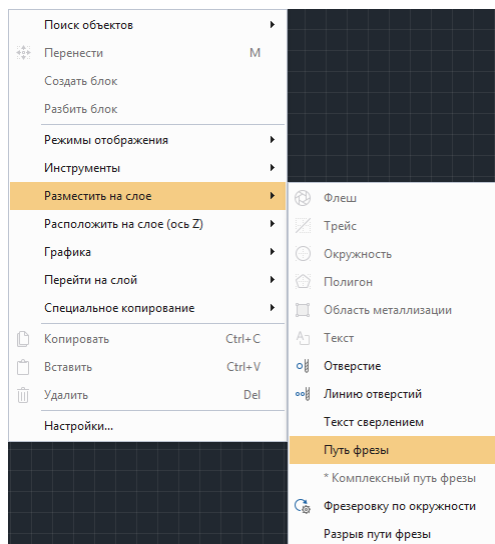 Поиск объектов
Перенести M
Создать блок
Разбить блок
Режимы отображения
Инструменты
Разместить на слое
Расположить на слое (ось Z)
Графика
Перейти на слой
Специальное копирование
Копировать Ctrl+C
Вставить Ctrl+V
Удалить Del
Настройки...
Флеш
Трейс
Окружность
Полигон
Область металлизации
Текст
Отверстие
Линию отверстий
Текст сверлением
Путь фрезы
* Комплексный путь фрезы
Фрезеровку по окружности
Разрыв пути фрезы